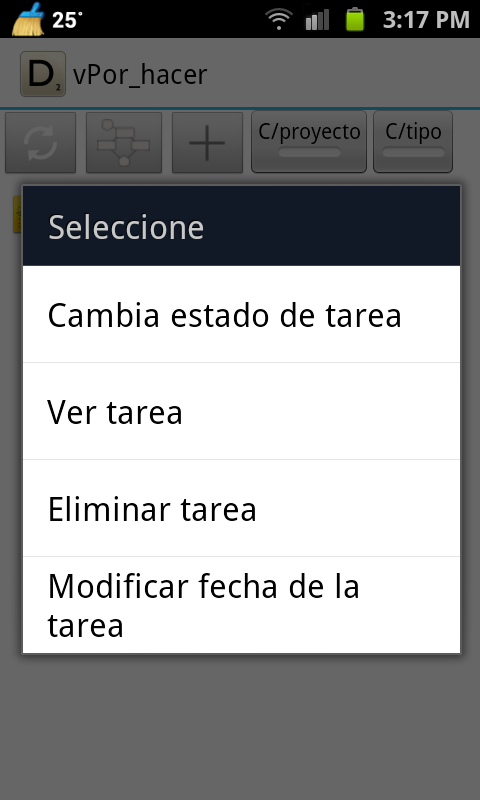 25°
3:17 PM
D2
vPor_hacer
C/proyecto
C/tipo
Seleccione
Cambia estado de tarea
Ver tarea
Eliminar tarea
Modificar fecha de la
tarea